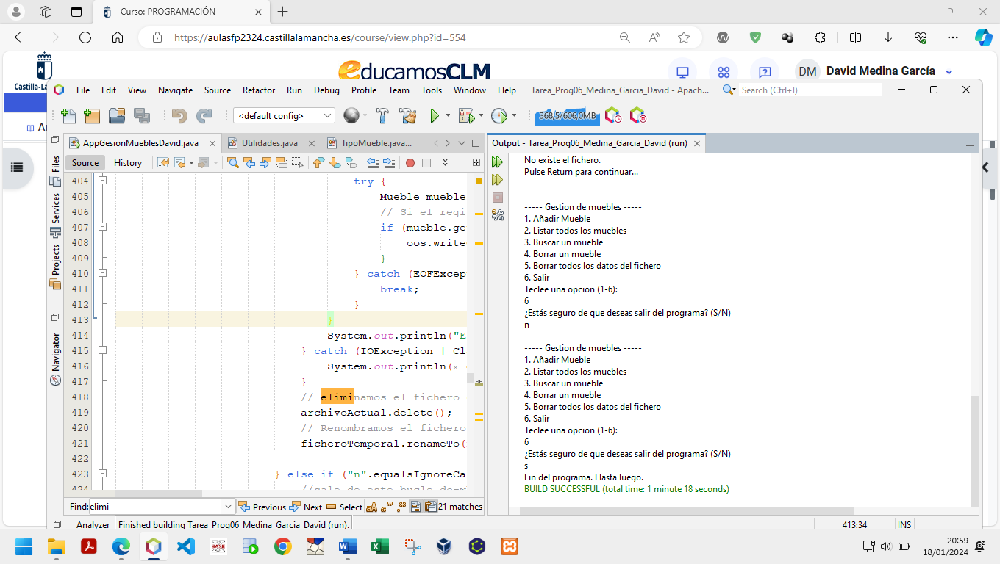 Curso: PROGRAMACIÓN
https://aulasfp2324.castillalamancha.es/course/view.php?id=554
Castilla-La
educamosCLM
DM David Medina García
Au
File Edit View Navigate Source Refactor Run Debug Profile Team Tools Window Help Tarea_Prog06_Medina_Garcia_David - Apach... Search (Ctrl+I)
<default config> 368,5/606,0MB
AppGesionMueblesDavid.java Utilidades.java TipoMueble.java...
Source History
Files
Services
Projects
Navigator
404 try {
405 Mueble mueble
406 // Si el regi
407 if (mueble.ge
408 oos.write
409 }
410 } catch (EOFExcep
411 break;
412 }
413 }
414 System.out.println("E
415 } catch (IOException | Cl
416 System.out.println(x:
417 }
418 // eliminamos el fichero
419 archivoActual.delete();
420 // Renombramos el fichero
421 ficheroTemporal.renameTo(
422
423 } else if ("n".equalsIgnoreCa
424
Find: elimi Previous Next Select 21 matches
Output - Tarea_Prog06_Medina_Garcia_David (run)
No existe el fichero.
Pulse Return para continuar...
----- Gestion de muebles -----
1. Añadir Mueble
2. Listar todos los muebles
3. Buscar un mueble
4. Borrar un mueble
5. Borrar todos los datos del fichero
6. Salir
Teclee una opcion (1-6):
6
¿Estás seguro de que deseas salir del programa? (S/N)
n
----- Gestion de muebles -----
1. Añadir Mueble
2. Listar todos los muebles
3. Buscar un mueble
4. Borrar un mueble
5. Borrar todos los datos del fichero
6. Salir
Teclee una opcion (1-6):
6
¿Estás seguro de que deseas salir del programa? (S/N)
s
Fin del programa. Hasta luego.
BUILD SUCCESSFUL (total time: 1 minute 18 seconds)
Analyzer Finished building Tarea_Prog06_Medina_Garcia_David (run). 413:34 INS
20:59
18/01/2024